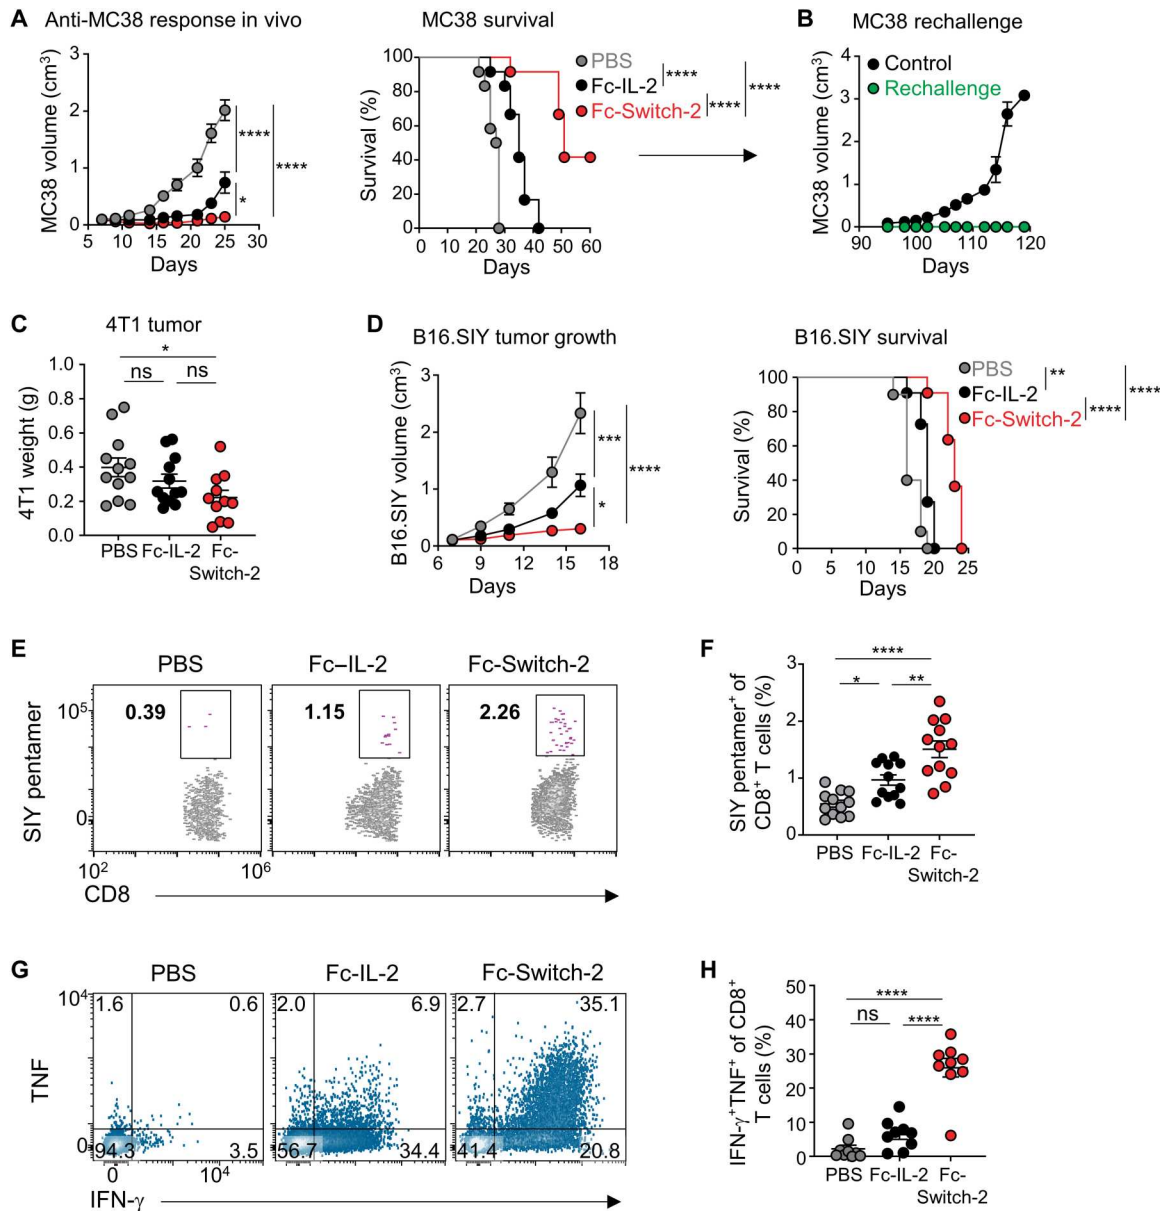 A
Anti-MC38 response in vivo
MC38 survival
B
MC38 rechallenge
MC38 volume (cm³)
3
2
1
0
5 10 15 20 25 30
Days
****
****
*
Survival (%)
100
80
60
40
20
0
0 10 20 30 40 50 60
Days
PBS
Fc-IL-2
Fc-Switch-2
****
****
****
MC38 volume (cm³)
4
3
2
1
0
90 100 110 120
Days
Control
Rechallenge
C
4T1 tumor
4T1 weight (g)
1.0
0.8
0.6
0.4
0.2
0.0
*
ns ns
PBS Fc-IL-2 Fc-
Switch-2
D
B16.SIY tumor growth
B16.SIY volume (cm³)
3
2
1
0
6 9 12 15 18
Days
***
****
*
B16.SIY survival
Survival (%)
100
80
60
40
20
0
0 5 10 15 20 25
Days
PBS
Fc-IL-2
Fc-Switch-2
**
****
****
E
PBS
Fc–IL-2
Fc-Switch-2
SIY pentamer
10⁵
0
0.39
1.15
2.26
10² 10⁶
CD8
F
SIY pentamer⁺ of
CD8⁺ T cells (%)
3
2
1
0
****
* **
PBS Fc-IL-2 Fc-
Switch-2
G
PBS
Fc-IL-2
Fc-Switch-2
TNF
10⁴
0
1.6 0.6
94.3 3.5
2.0 6.9
56.7 34.4
2.7 35.1
41.4 20.8
0 10⁴
IFN-γ
H
IFN-γ⁺TNF⁺ of CD8⁺
T cells (%)
50
40
30
20
10
0
****
ns ****
PBS Fc-IL-2 Fc-
Switch-2